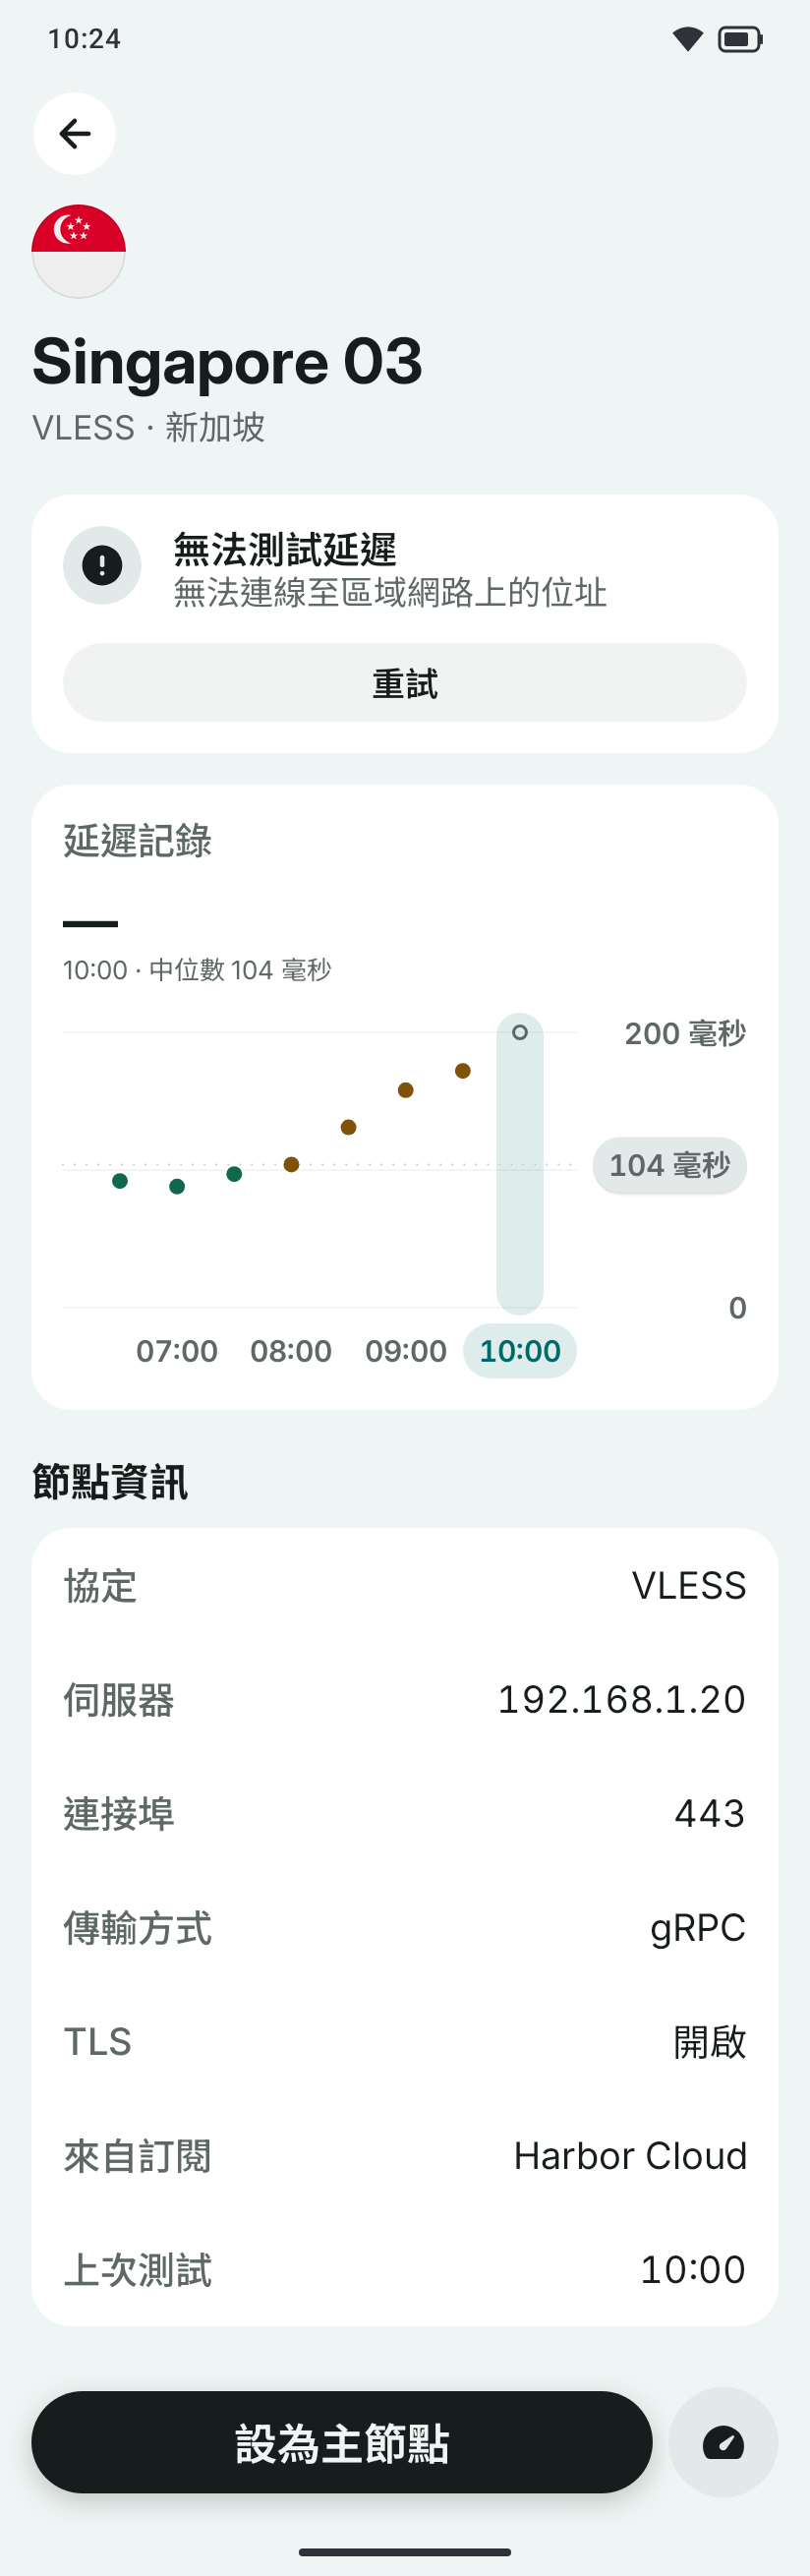 10:24
Singapore 03
VLESS · 新加坡
無法測試延遲
無法連線至區域網路上的位址
重試
延遲記錄
—
10:00 · 中位數 104 毫秒
200 毫秒
104 毫秒
0
07:00 08:00 09:00 10:00
節點資訊
協定 VLESS
伺服器 192.168.1.20
連接埠 443
傳輸方式 gRPC
TLS 開啟
來自訂閱 Harbor Cloud
上次測試 10:00
設為主節點